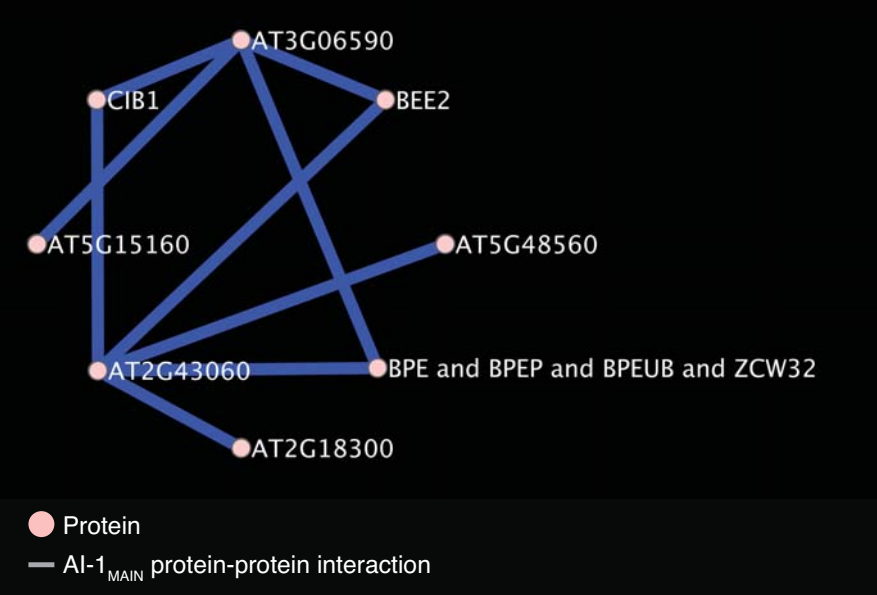 AT3G06590
CIB1
BEE2
AT5G15160
AT5G48560
AT2G43060
BPE and BPEP and BPEUB and ZCW32
AT2G18300
Protein
AI-1MAIN protein-protein interaction